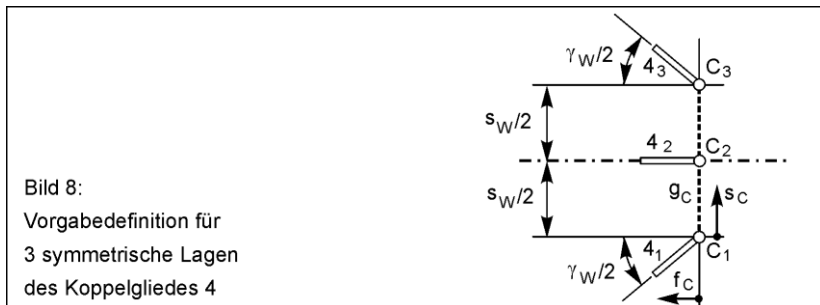 γW/2
43
C3
sW/2
42
C2
sW/2
gC
sC
41
C1
γW/2
fC
Bild 8:
Vorgabedefinition für
3 symmetrische Lagen
des Koppelgliedes 4